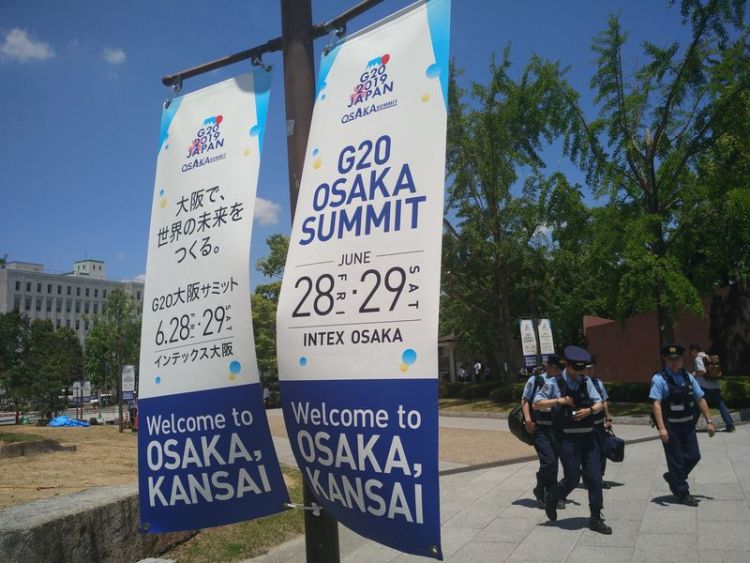 G20
2019
JAPAN
OSAKA SUMMIT
大阪で、
世界の未来を
つくる。
G20大阪サミット
6.28 FRI・29 SAT
インテックス大阪
Welcome to
OSAKA,
KANSAI
G20
2019
JAPAN
OSAKA SUMMIT
G20
OSAKA
SUMMIT
JUNE
28 FRI・29 SAT
INTEX OSAKA
Welcome to
OSAKA,
KANSAI